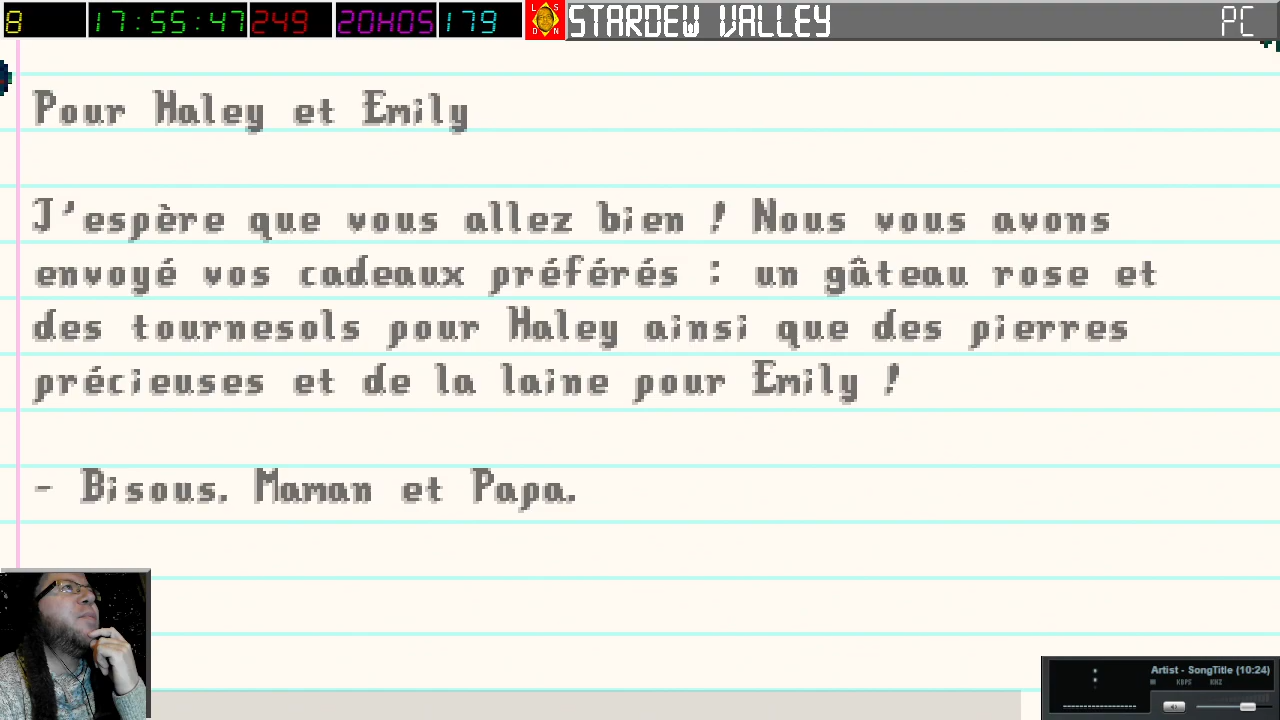 8 17:55:47 249 20H05 179 STARDEW VALLEY PC
Pour Haley et Emily
J'espère que vous allez bien ! Nous vous avons
envoyé vos cadeaux préférés : un gâteau rose et
des tournesols pour Haley ainsi que des pierres
précieuses et de la laine pour Emily !
- Bisous. Maman et Papa.
Artist - SongTitle (10:24)
KBPS KHZ